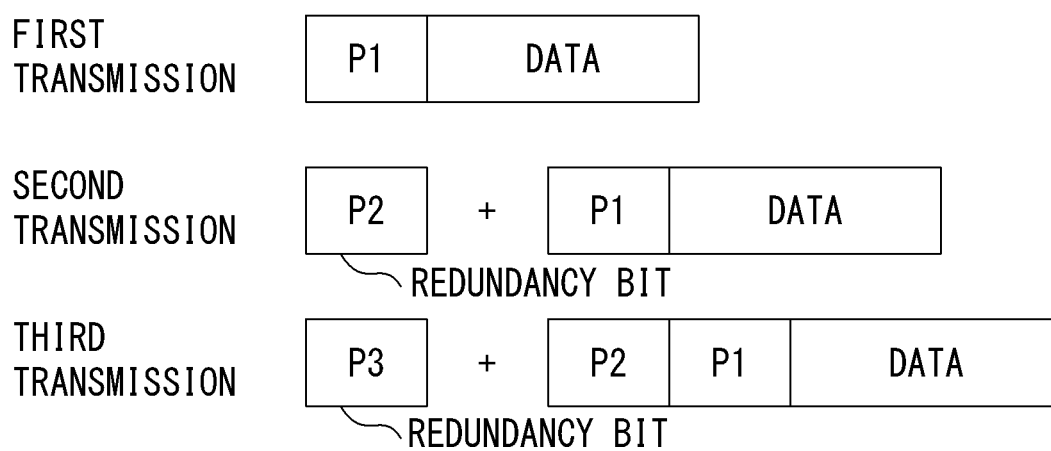 FIRST
TRANSMISSION
P1 DATA
SECOND
TRANSMISSION
P2 + P1 DATA
REDUNDANCY BIT
THIRD
TRANSMISSION
P3 + P2 P1 DATA
REDUNDANCY BIT